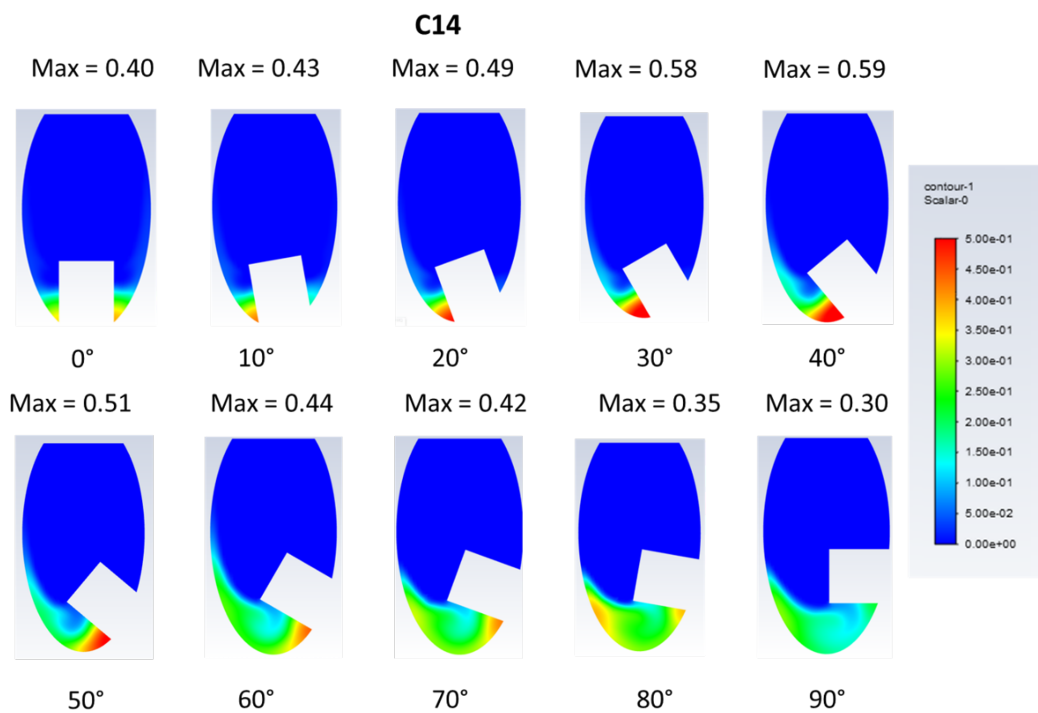 C14
Max = 0.40 Max = 0.43 Max = 0.49 Max = 0.58 Max = 0.59
0° 10° 20° 30° 40°
Max = 0.51 Max = 0.44 Max = 0.42 Max = 0.35 Max = 0.30
50° 60° 70° 80° 90°
contour-1
Scalar-0
5.00e-01
4.50e-01
4.00e-01
3.50e-01
3.00e-01
2.50e-01
2.00e-01
1.50e-01
1.00e-01
5.00e-02
0.00e+00